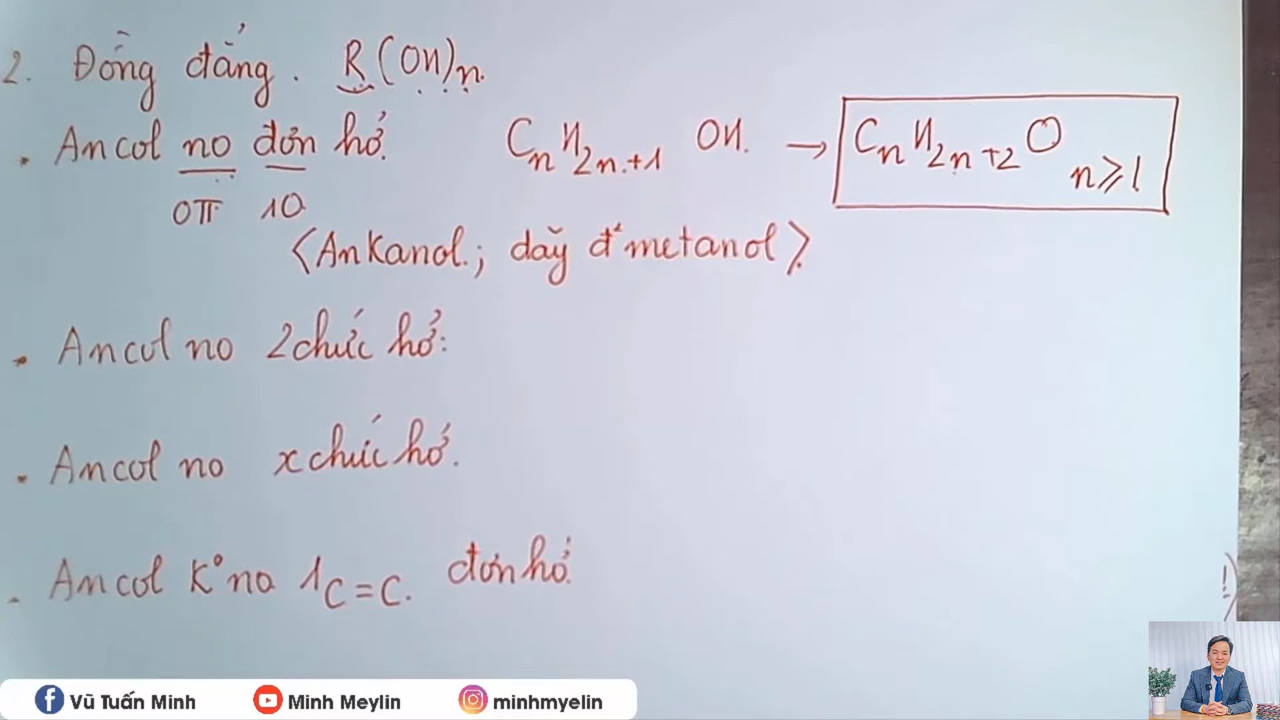 2. Đồng đẳng. R(OH)n.
. Ancol no đơn hở. CnH2n+1 OH. → CnH2n+2O n≥1
0π 1O
<Ankanol.; dãy đ² metanol>
. Ancol no 2 chức hở:
. Ancol no x chức hở.
. Ancol k° no 1C=C. đơn hở
!)
Vũ Tuấn Minh Minh Meylin minhmyelin